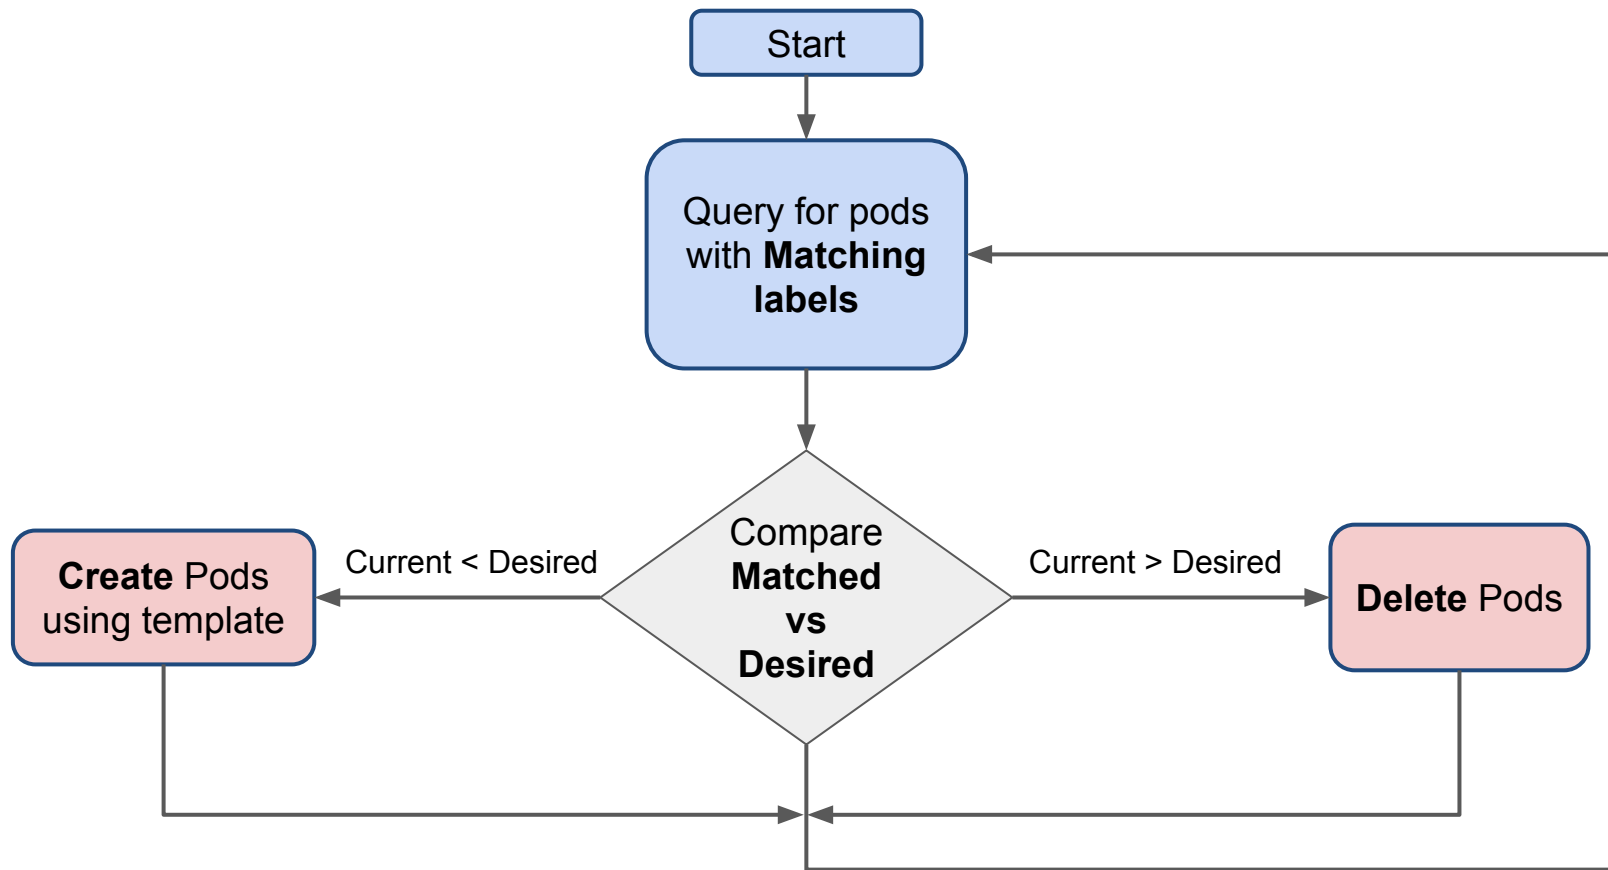 Start
Query for pods
with Matching
labels
Compare
Matched
vs
Desired
Current < Desired
Create Pods
using template
Current > Desired
Delete Pods